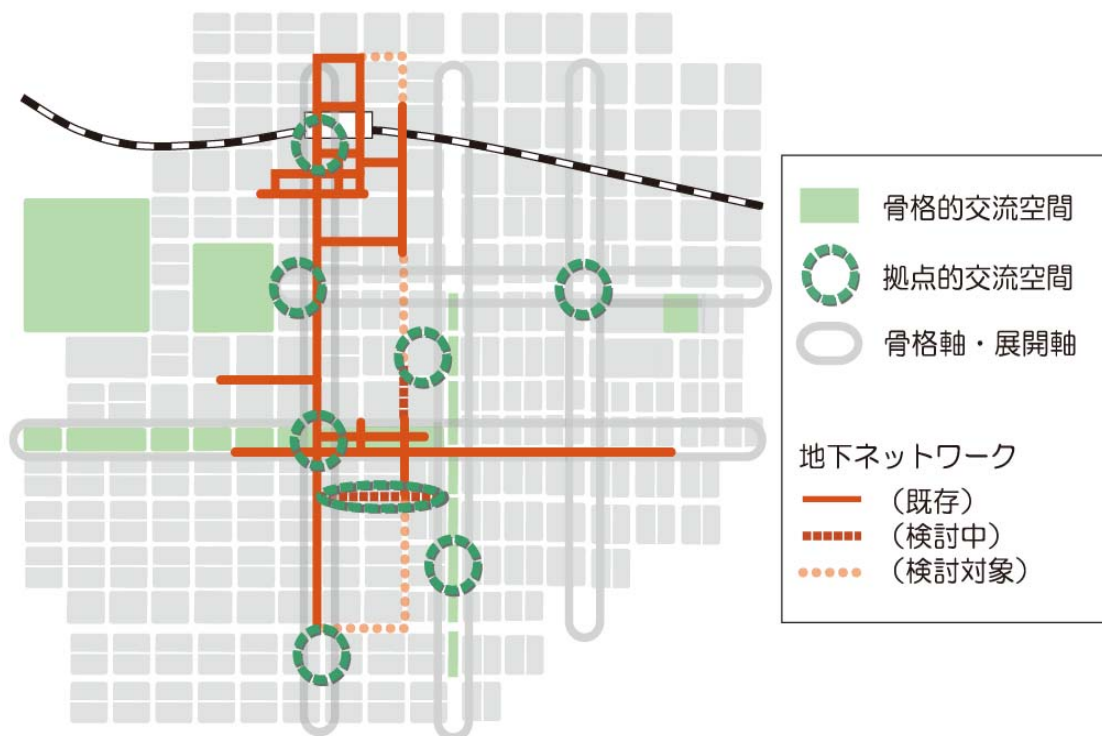 骨格的交流空間
拠点的交流空間
骨格軸・展開軸
地下ネットワーク
（既存）
（検討中）
（検討対象）